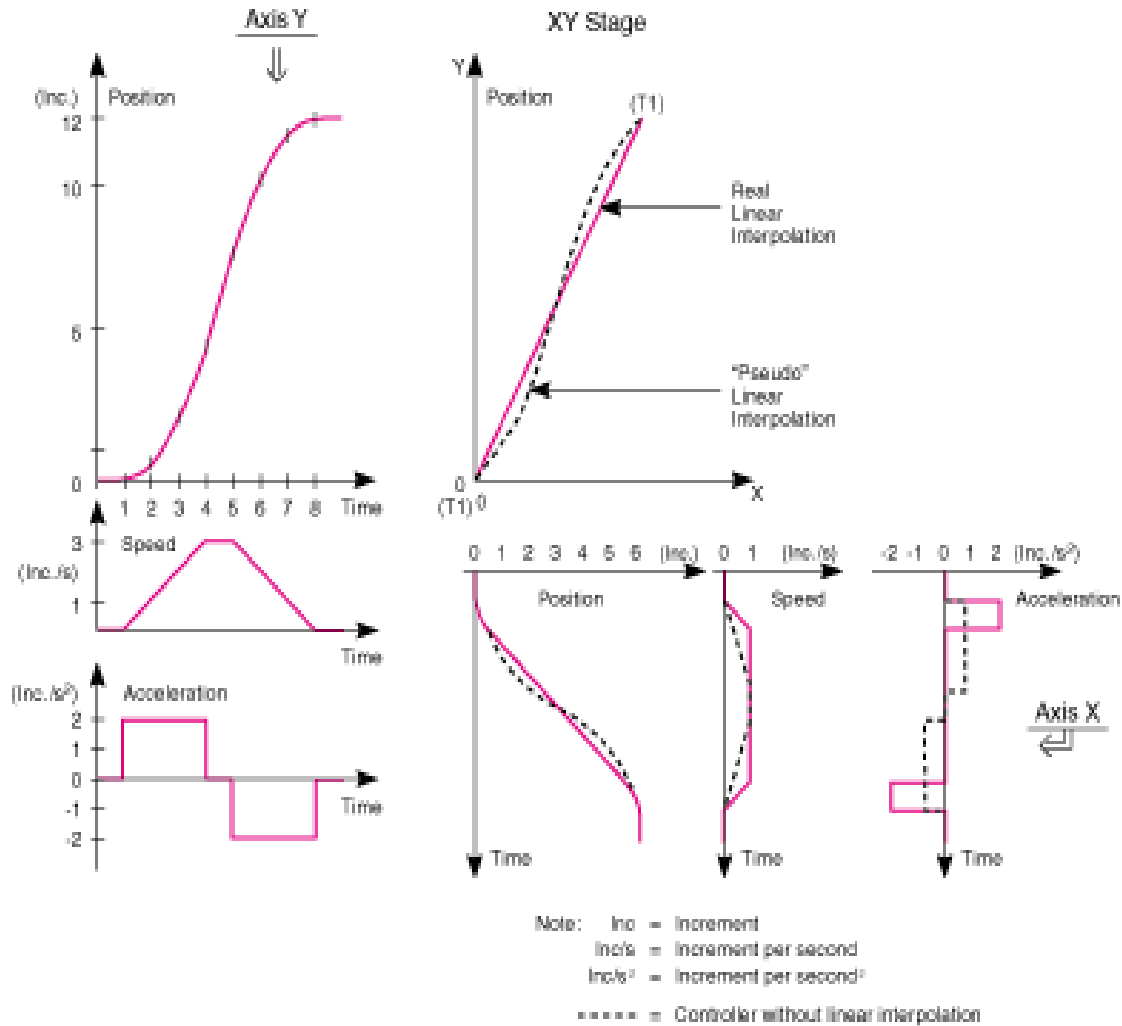 Axis Y
XY Stage
(Inc.)
Position
12
10
5
0
1 2 3 4 5 6 7 8 Time
Y
Position
(T1)
Real
Linear
Interpolation
"Pseudo"
Linear
Interpolation
0
(T1) 0
X
3
Speed
(Inc./s)
1
Time
(Inc./s²)
Acceleration
2
1
0
-1
-2
Time
0 1 2 3 4 5 6 (Inc.)
Position
Time
0 1 (Inc./s)
Speed
Time
-2 -1 0 1 2 (Inc./s²)
Acceleration
Axis X
Time
Note: Inc = Increment
Inc/s = Increment per second
Inc/s² = Increment per second²
= Controller without linear interpolation